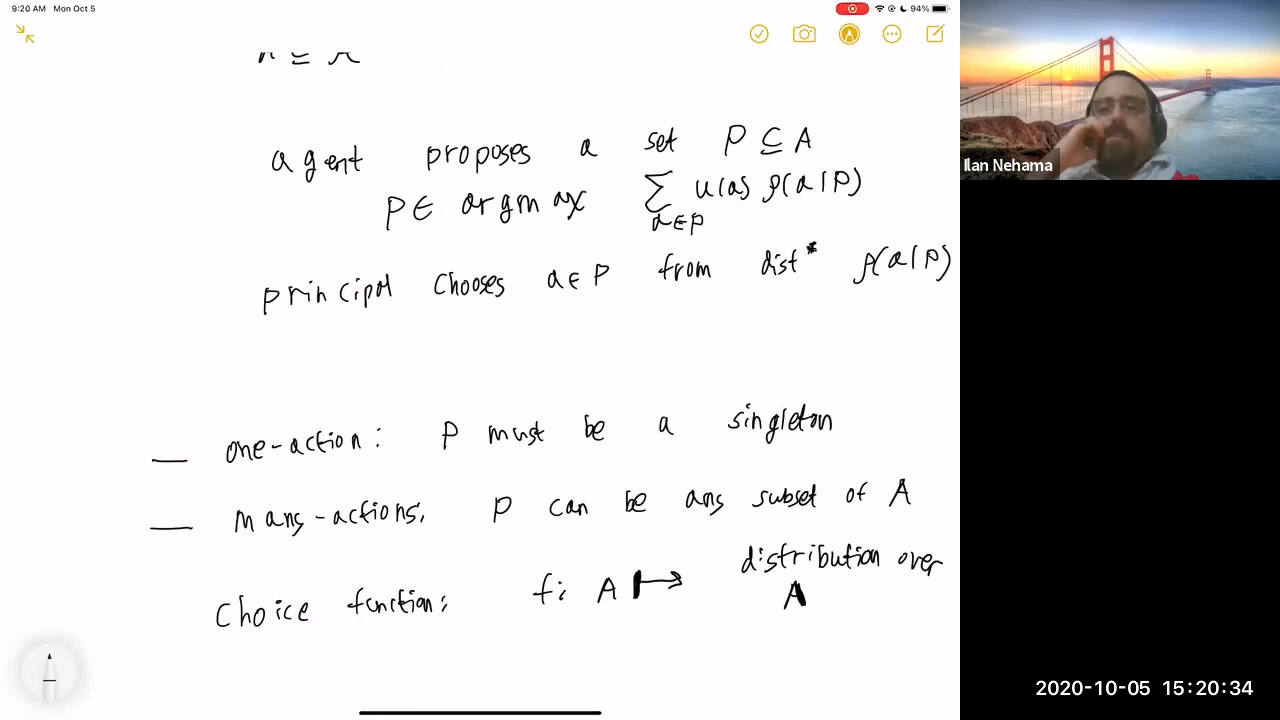 9:20 AM Mon Oct 5
94%
agent proposes a set P ⊆ A
P ∈ argmax ∑ u(a) ρ(a|P)
a∈P
principal chooses a ∈ P from dist* ρ(a|P)
Ilan Nehama
one-action: P must be a singleton
many-actions: P can be any subset of A
choice function: f: A ↦ distribution over
A
2020-10-05 15:20:34